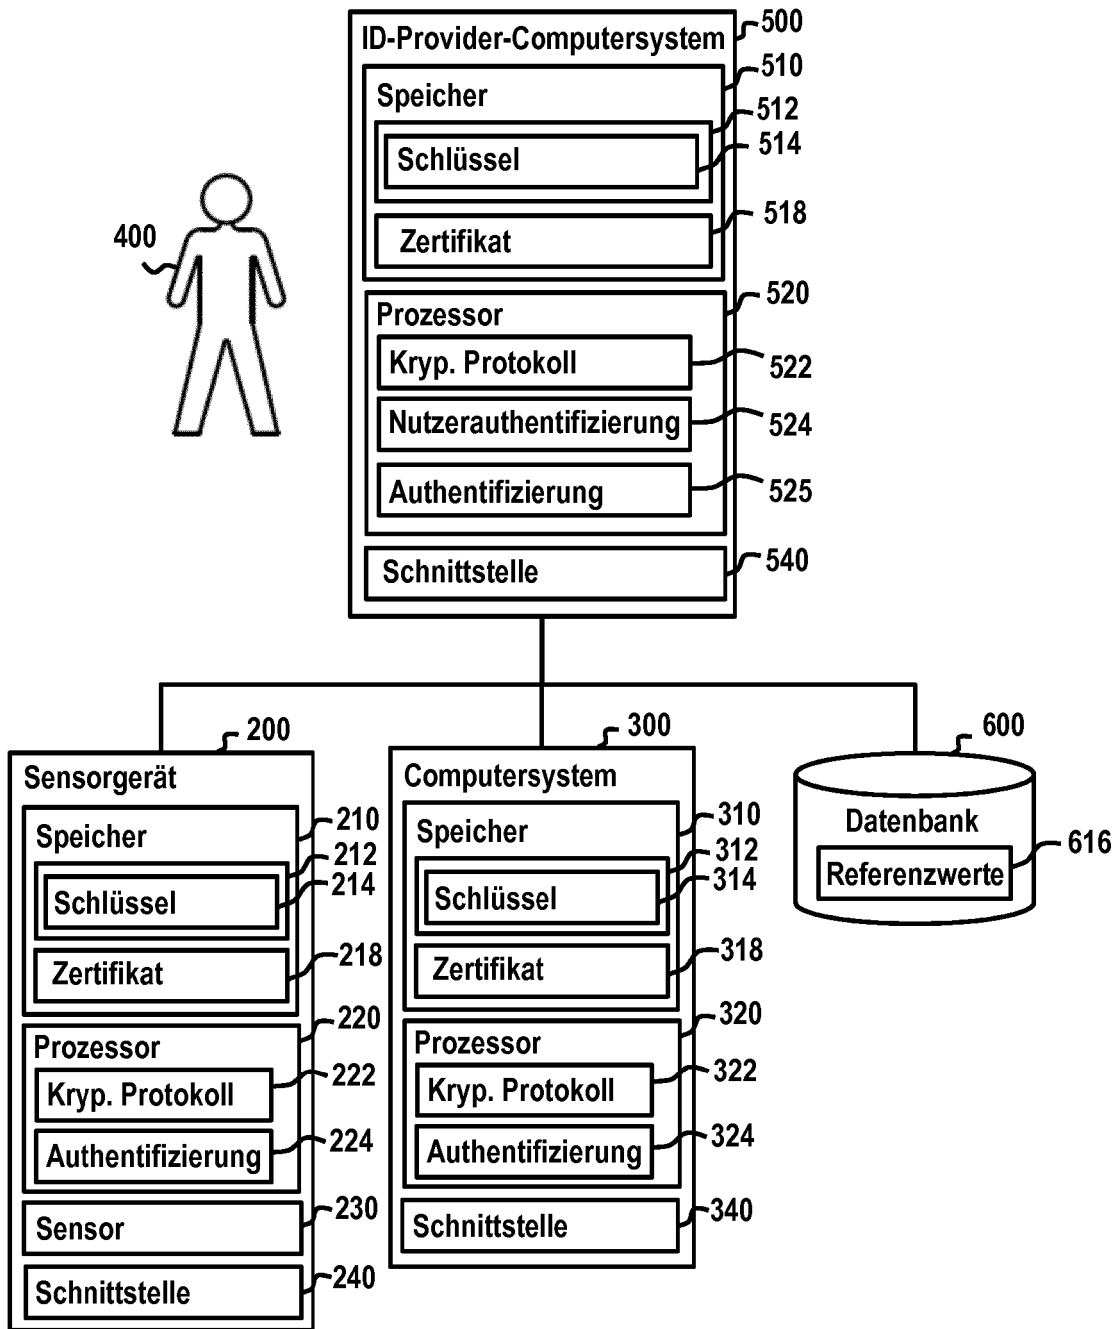 ID-Provider-Computersystem 500
Speicher 510
512
Schlüssel 514
Zertifikat 518
400
Prozessor 520
Kryp. Protokoll 522
Nutzerauthentifizierung 524
Authentifizierung 525
Schnittstelle 540
200
Sensorgerät
Speicher 210
212
Schlüssel 214
Zertifikat 218
Prozessor 220
Kryp. Protokoll 222
Authentifizierung 224
Sensor 230
Schnittstelle 240
300
Computersystem
Speicher 310
312
Schlüssel 314
Zertifikat 318
Prozessor 320
Kryp. Protokoll 322
Authentifizierung 324
Schnittstelle 340
600
Datenbank
Referenzwerte 616